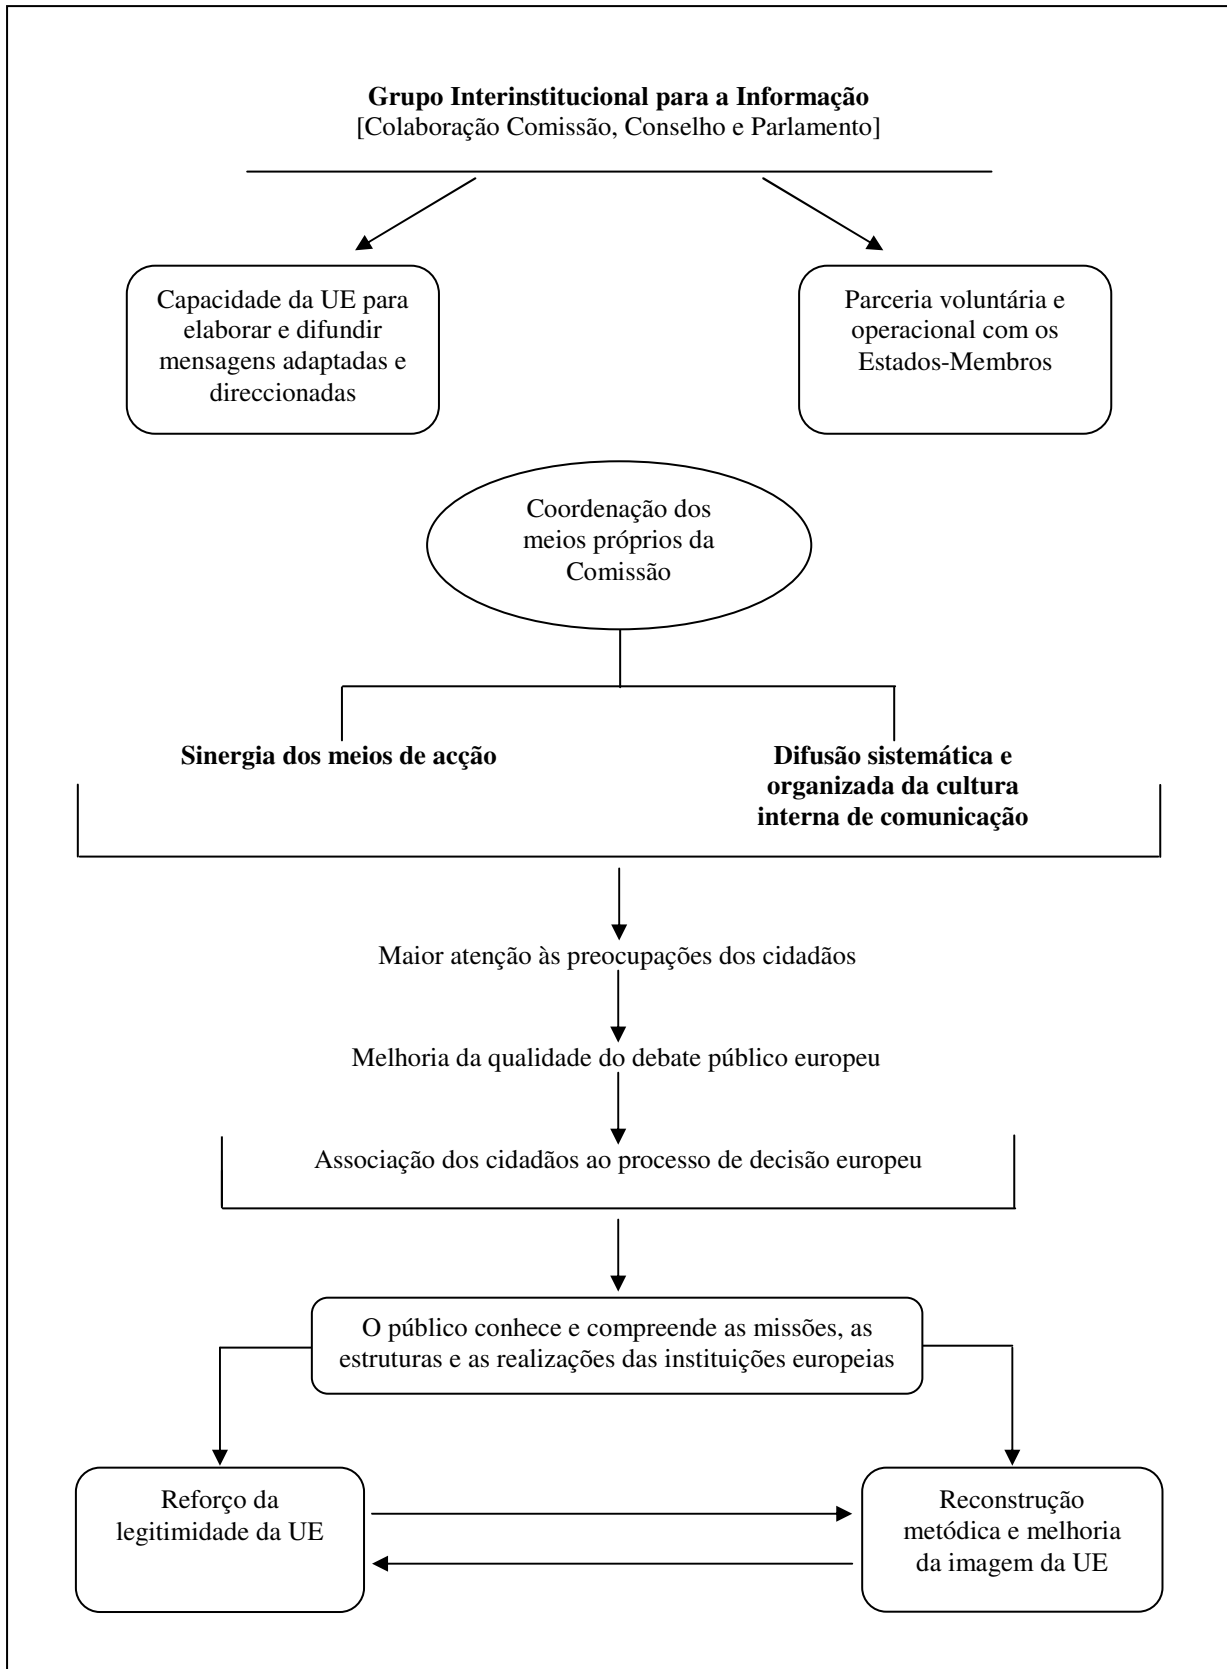 Grupo Interinstitucional para a Informação
[Colaboração Comissão, Conselho e Parlamento]
Capacidade da UE para
elaborar e difundir
mensagens adaptadas e
direccionadas
Parceria voluntária e
operacional com os
Estados-Membros
Coordenação dos
meios próprios da
Comissão
Sinergia dos meios de acção
Difusão sistemática e
organizada da cultura
interna de comunicação
Maior atenção às preocupações dos cidadãos
Melhoria da qualidade do debate público europeu
Associação dos cidadãos ao processo de decisão europeu
O público conhece e compreende as missões, as
estruturas e as realizações das instituições europeias
Reforço da
legitimidade da UE
Reconstrução
metódica e melhoria
da imagem da UE